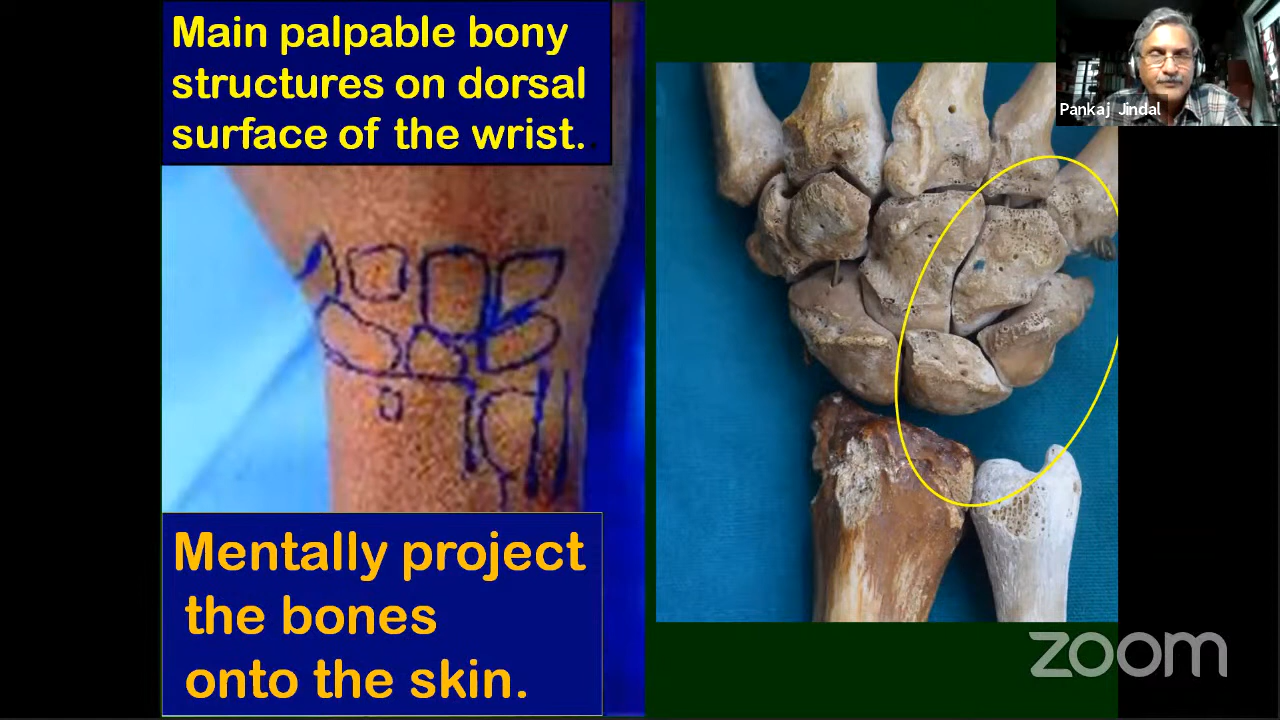 Main palpable bony
structures on dorsal
surface of the wrist..
Pankaj Jindal
Mentally project
the bones
onto the skin.
zoom